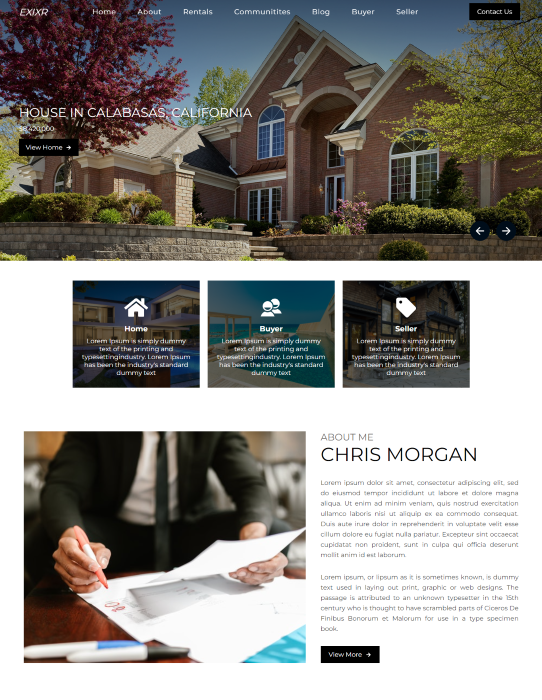 EXIXR
Home About Rentals Communitites Blog Buyer Seller
Contact Us
HOUSE IN CALABASAS, CALIFORNIA
$8,420,000
View Home →
Home
Lorem Ipsum is simply dummy
text of the printing and
typesettingindustry. Lorem Ipsum
has been the industry's standard
dummy text
Buyer
Lorem Ipsum is simply dummy
text of the printing and
typesettingindustry. Lorem Ipsum
has been the industry's standard
dummy text
Seller
Lorem Ipsum is simply dummy
text of the printing and
typesettingindustry. Lorem Ipsum
has been the industry's standard
dummy text
ABOUT ME
CHRIS MORGAN
Lorem ipsum dolor sit amet, consectetur adipiscing elit, sed
do eiusmod tempor incididunt ut labore et dolore magna
aliqua. Ut enim ad minim veniam, quis nostrud exercitation
ullamco laboris nisi ut aliquip ex ea commodo consequat.
Duis aute irure dolor in reprehenderit in voluptate velit esse
cillum dolore eu fugiat nulla pariatur. Excepteur sint occaecat
cupidatat non proident, sunt in culpa qui officia deserunt
mollit anim id est laborum.
Lorem ipsum, or lipsum as it is sometimes known, is dummy
text used in laying out print, graphic or web designs. The
passage is attributed to an unknown typesetter in the 15th
century who is thought to have scrambled parts of Ciceros De
Finibus Bonorum et Malorum for use in a type specimen
book.
View More →